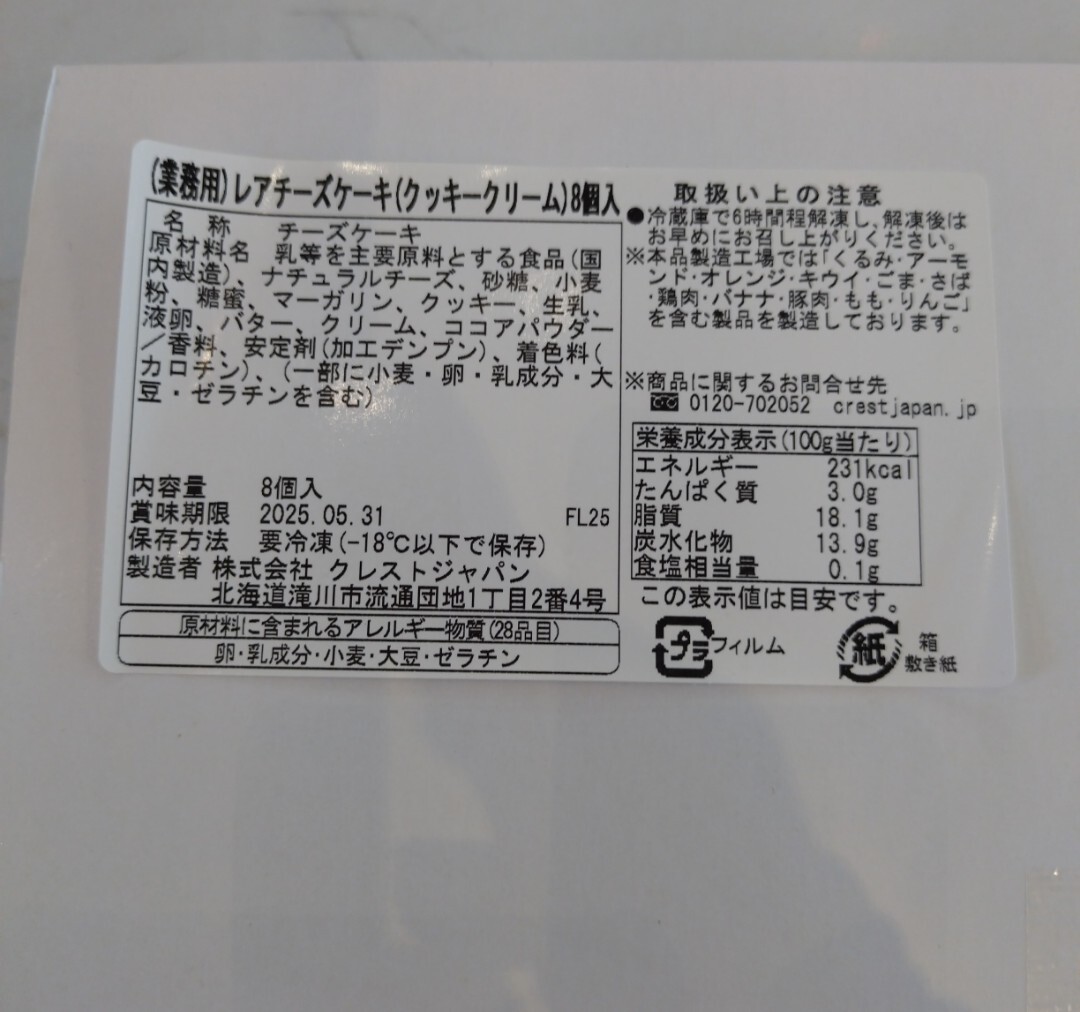 (業務用)レアチーズケーキ(クッキークリーム)8個入
名 称 チーズケーキ
原材料名 乳等を主要原料とする食品(国
内製造)、ナチュラルチーズ、砂糖、小麦
粉、糖蜜、マーガリン、クッキー、生乳、
液卵、バター、クリーム、ココアパウダー
/香料、安定剤(加工デンプン)、着色料(
カロチン)、(一部に小麦・卵・乳成分・大
豆・ゼラチンを含む)
内容量 8個入
賞味期限 2025.05.31 FL25
保存方法 要冷凍(-18℃以下で保存)
製造者 株式会社 クレストジャパン
北海道滝川市流通団地1丁目2番4号
原材料に含まれるアレルギー物質(28品目)
卵・乳成分・小麦・大豆・ゼラチン
取扱い上の注意
●冷蔵庫で6時間程解凍し、解凍後は
お早めにお召し上がりください。
※本品製造工場では「くるみ・アーモ
ンド・オレンジ・キウイ・ごま・さば
・鶏肉・バナナ・豚肉・もも・りんご」
を含む製品を製造しております。
※商品に関するお問合せ先
0120-702052 crestjapan.jp
栄養成分表示(100g当たり)
エネルギー 231kcal
たんぱく質 3.0g
脂質 18.1g
炭水化物 13.9g
食塩相当量 0.1g
この表示値は目安です。
プラ フィルム
紙 箱
敷き紙